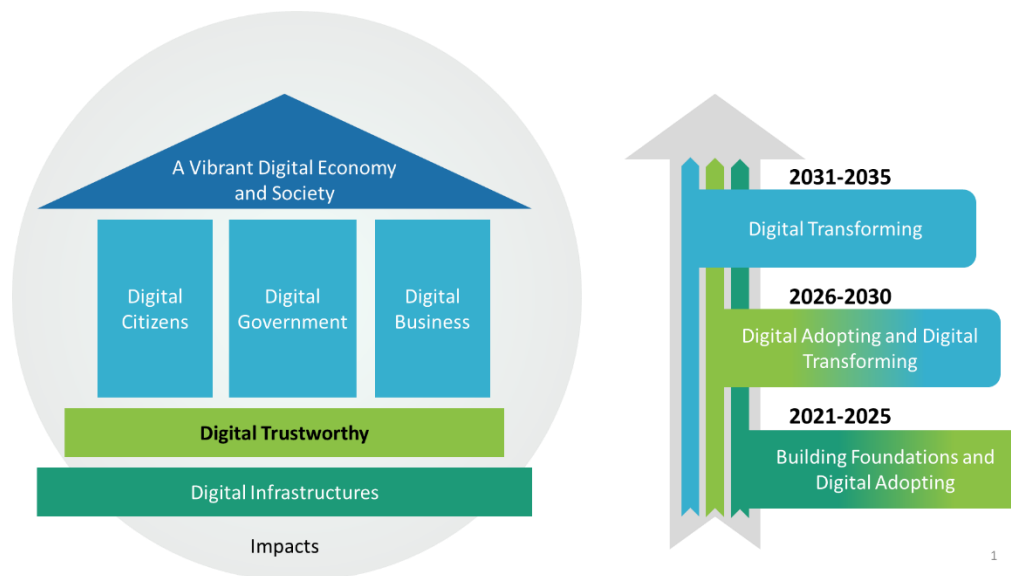 A Vibrant Digital Economy
and Society
Digital
Citizens
Digital
Government
Digital
Business
Digital Trustworthy
Digital Infrastructures
Impacts
2031-2035
Digital Transforming
2026-2030
Digital Adopting and Digital
Transforming
2021-2025
Building Foundations and
Digital Adopting
1